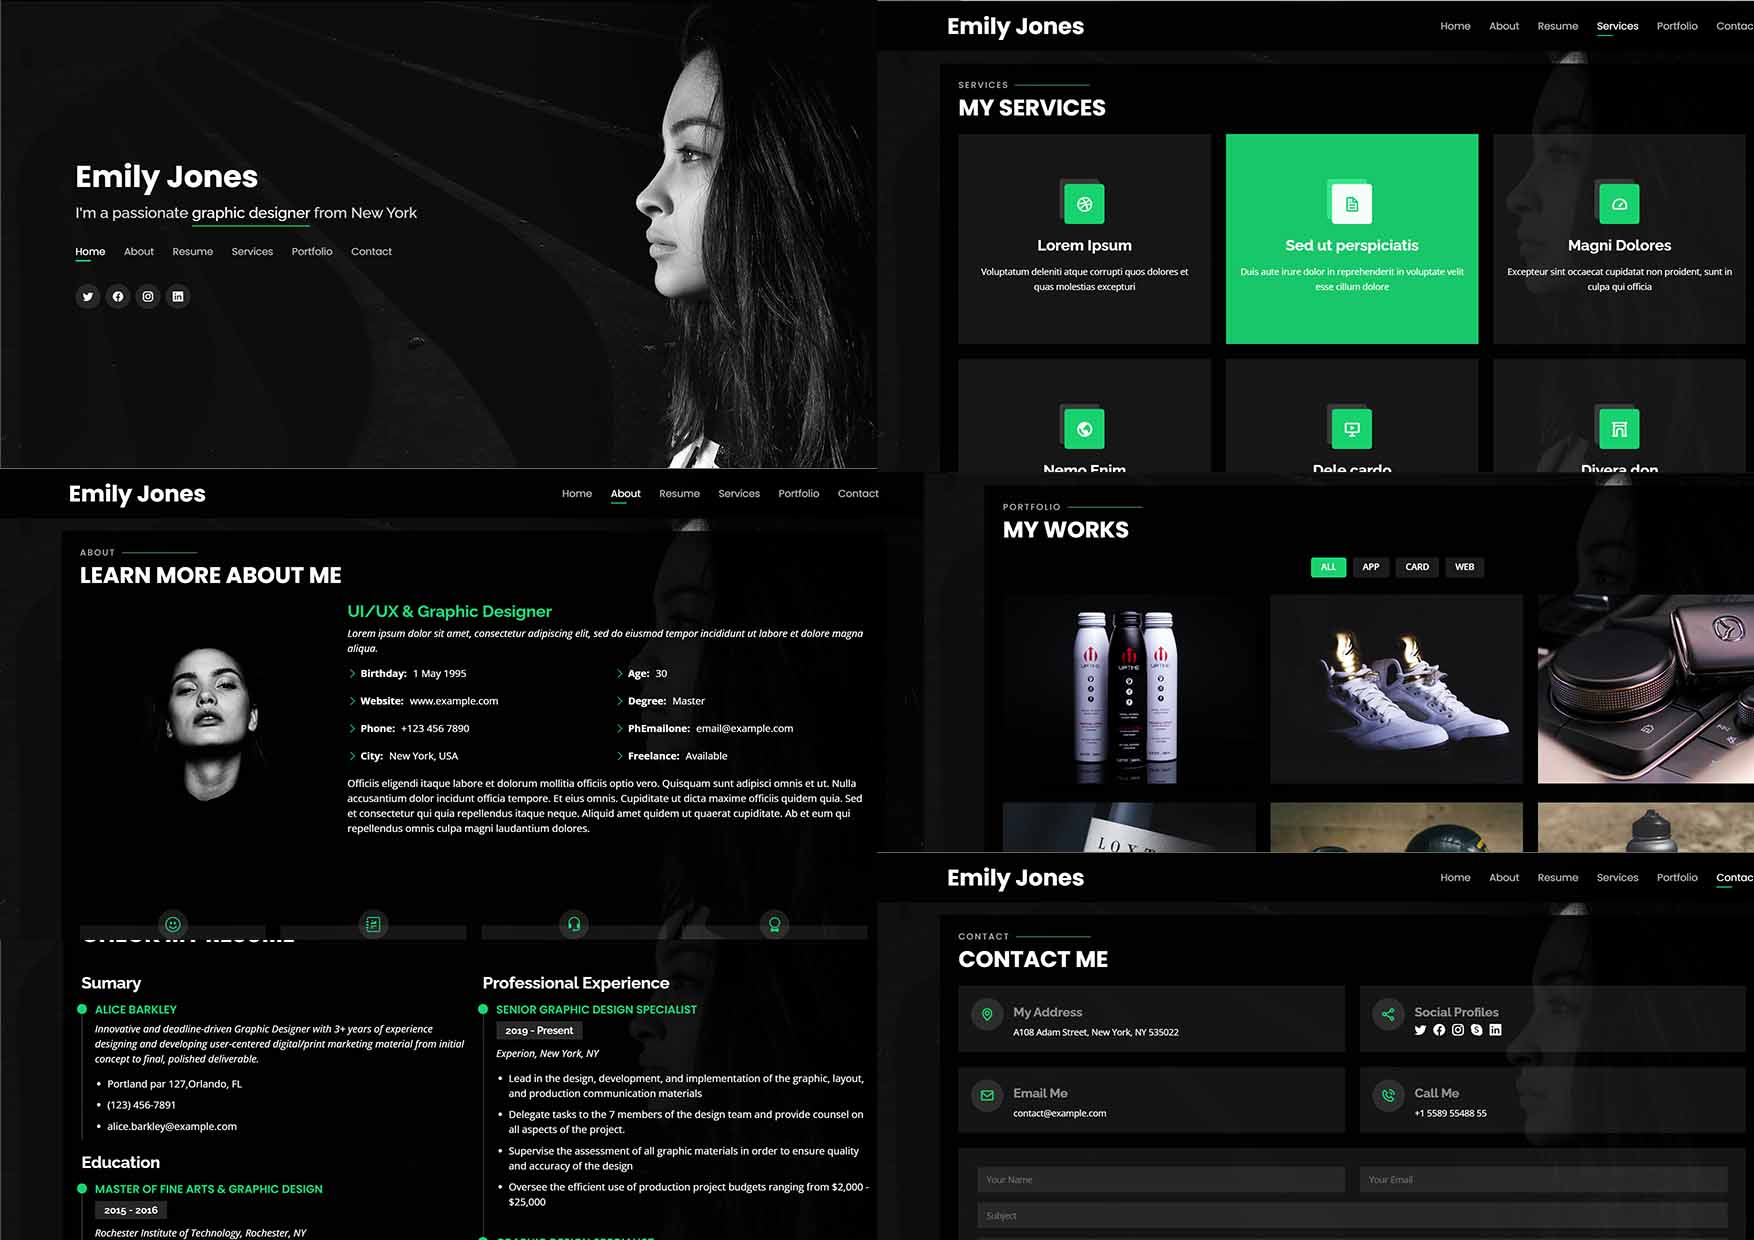 Emily Jones
I'm a passionate graphic designer from New York
Home About Resume Services Portfolio Contact
Emily Jones
Home About Resume Services Portfolio Contac
SERVICES
MY SERVICES
Lorem Ipsum
Voluptatum deleniti atque corrupti quos dolores et
quas molestias excepturi
Sed ut perspiciatis
Duis aute irure dolor in reprehenderit in voluptate velit
esse cillum dolore
Magni Dolores
Excepteur sint occaecat cupidatat non proident, sunt in
culpa qui officia
Nemo Enim
Dele cardo
Divera don
Emily Jones
Home About Resume Services Portfolio Contact
ABOUT
LEARN MORE ABOUT ME
UI/UX & Graphic Designer
Lorem ipsum dolor sit amet, consectetur adipiscing elit, sed do eiusmod tempor incididunt ut labore et dolore magna
aliqua.
Birthday: 1 May 1995
Website: www.example.com
Phone: +123 456 7890
City: New York, USA
Age: 30
Degree: Master
PhEmailone: email@example.com
Freelance: Available
Officiis eligendi itaque labore et dolorum mollitia officiis optio vero. Quisquam sunt adipisci omnis et ut. Nulla
accusantium dolor incidunt officia tempore. Et eius omnis. Cupiditate ut dicta maxime officiis quidem quia. Sed
et consectetur qui quia repellendus itaque neque. Aliquid amet quidem ut quaerat cupiditate. Ab et eum qui
repellendus omnis culpa magni laudantium dolores.
CHECK MY RESUME
Sumary
ALICE BARKLEY
Innovative and deadline-driven Graphic Designer with 3+ years of experience
designing and developing user-centered digital/print marketing material from initial
concept to final, polished deliverable.
• Portland par 127,Orlando, FL
• (123) 456-7891
• alice.barkley@example.com
Education
MASTER OF FINE ARTS & GRAPHIC DESIGN
2015 - 2016
Rochester Institute of Technology, Rochester, NY
Professional Experience
SENIOR GRAPHIC DESIGN SPECIALIST
2019 - Present
Experion, New York, NY
• Lead in the design, development, and implementation of the graphic, layout,
and production communication materials
• Delegate tasks to the 7 members of the design team and provide counsel on
all aspects of the project.
• Supervise the assessment of all graphic materials in order to ensure quality
and accuracy of the design
• Oversee the efficient use of production project budgets ranging from $2,000 -
$25,000
GRAPHIC DESIGN SPECIALIST
PORTFOLIO
MY WORKS
ALL APP CARD WEB
UPTIME
UPTIME
UPTIME
LOYT
Emily Jones
Home About Resume Services Portfolio Contac
CONTACT
CONTACT ME
My Address
A108 Adam Street, New York, NY 535022
Social Profiles
Email Me
contact@example.com
Call Me
+1 5589 55488 55
Your Name
Your Email
Subject